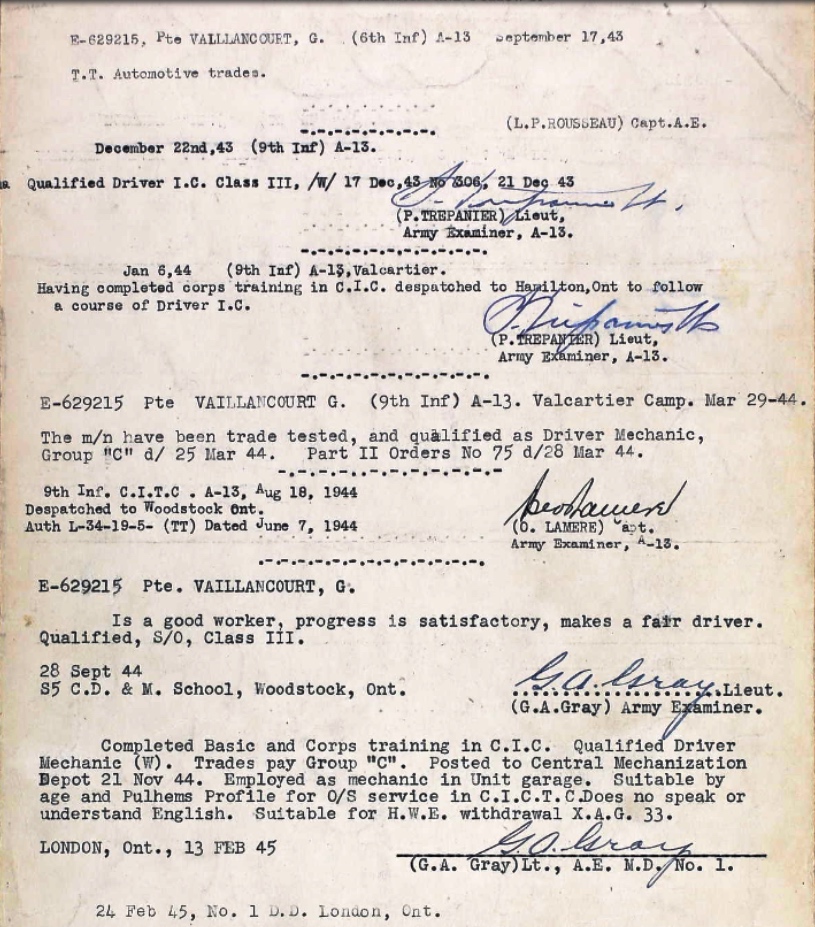 E-629215, Pte VAILLLANCOURT, G. (6th Inf) A-13 September 17,43
T.T. Automotive trades.
(L.P.ROUSSEAU) Capt.A.E.
December 22nd,43 (9th Inf) A-13.
Qualified Driver I.C. Class III, /W/ 17 Dec,43 No 306, 21 Dec 43
(P.TREPANIER) Lieut,
Army Examiner, A-13.
Jan 6,44 (9th Inf) A-13,Valcartier.
Having completed corps training in C.I.C. despatched to Hamilton,Ont to follow
a course of Driver I.C.
(P.TREPANIER) Lieut,
Army Examiner, A-13.
E-629215 Pte VAILLANCOURT G. (9th Inf) A-13. Valcartier Camp. Mar 29-44.
The m/n have been trade tested, and qualified as Driver Mechanic,
Group "C" d/ 25 Mar 44. Part II Orders No 75 d/28 Mar 44.
9th Inf. C.I.T.C . A-13, Aug 18, 1944
Despatched to Woodstock Ont.
Auth L-34-19-5- (TT) Dated June 7, 1944
(O. LAMERE) Capt.
Army Examiner, A-13.
E-629215 Pte. VAILLANCOURT, G.
Is a good worker, progress is satisfactory, makes a fair driver.
Qualified, S/O, Class III.
28 Sept 44
S5 C.D. & M. School, Woodstock, Ont.
G.A. Gray Lieut.
(G.A.Gray) Army Examiner.
Completed Basic and Corps training in C.I.C. Qualified Driver
Mechanic (W). Trades pay Group "C". Posted to Central Mechanization
Depot 21 Nov 44. Employed as mechanic in Unit garage. Suitable by
age and Pulhems Profile for O/S service in C.I.C.T.C.Does no speak or
understand English. Suitable for H.W.E. withdrawal X.A.G. 33.
LONDON, Ont., 13 FEB 45
G.A. Gray
(G.A. Gray)Lt., A.E. M.D. No. 1.
24 Feb 45, No. 1 D.D. London, Ont.